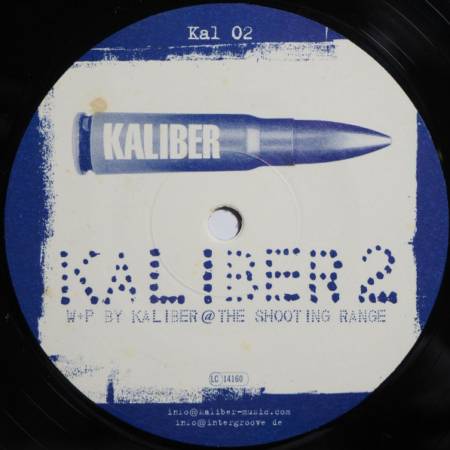 Kal 02
KALIBER
KALIBER 2
W+P BY KALIBER @ THE SHOOTING RANGE
LC 14160
info@kaliber-music.com
info@intergroove de